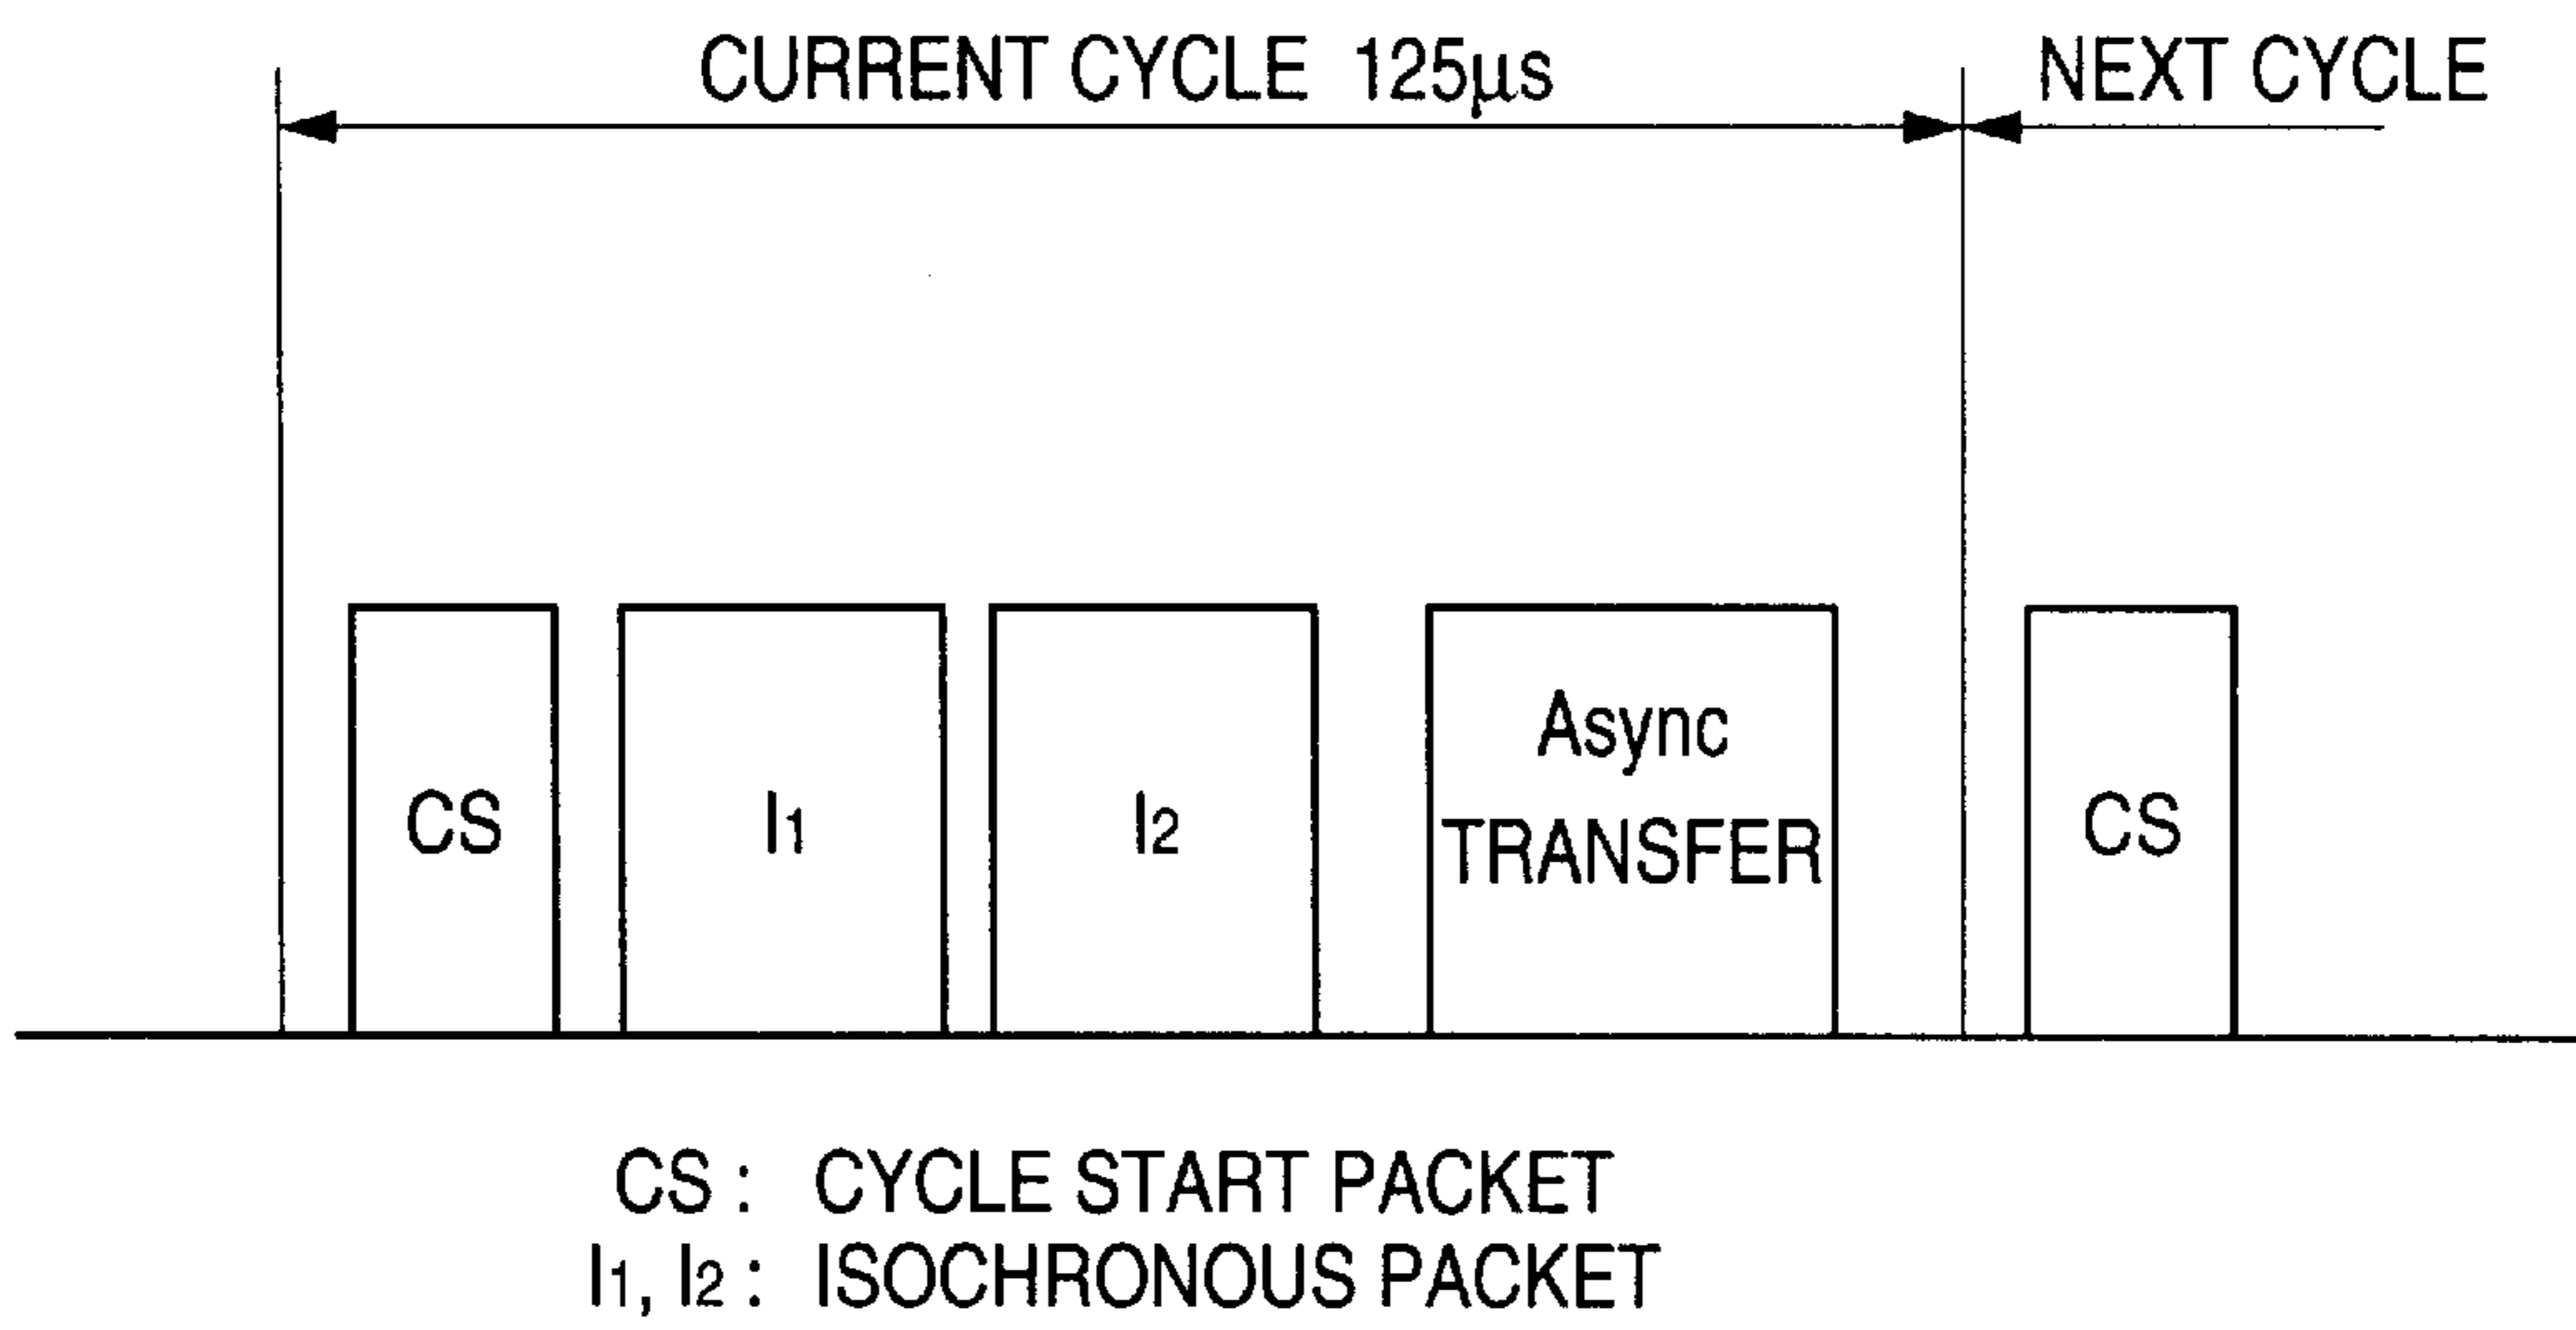 CURRENT CYCLE 125µs
NEXT CYCLE
CS
I1
I2
Async
TRANSFER
CS
CS : CYCLE START PACKET
I1, I2 : ISOCHRONOUS PACKET